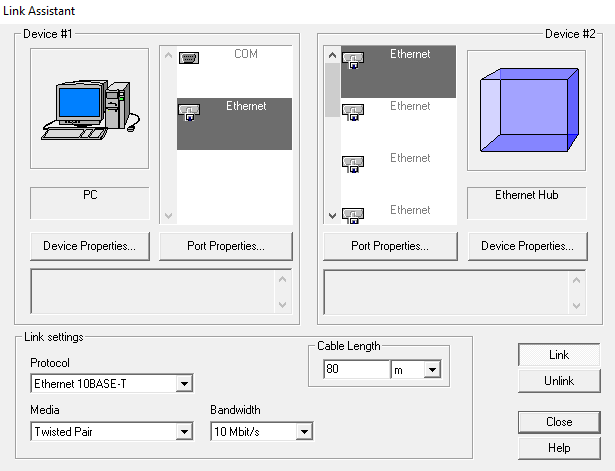 Link Assistant
Device #1
COM
Ethernet
PC
Device Properties...
Port Properties...
Device #2
Ethernet
Ethernet
Ethernet
Ethernet
Ethernet Hub
Port Properties...
Device Properties...
Link settings
Protocol
Ethernet 10BASE-T
Media
Twisted Pair
Bandwidth
10 Mbit/s
Cable Length
80
m
Link
Unlink
Close
Help